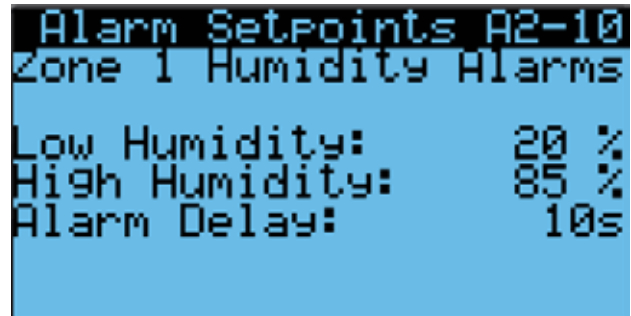 Alarm Setpoints A2-10
Zone 1 Humidity Alarms
Low Humidity: 20 %
High Humidity: 85 %
Alarm Delay: 10s